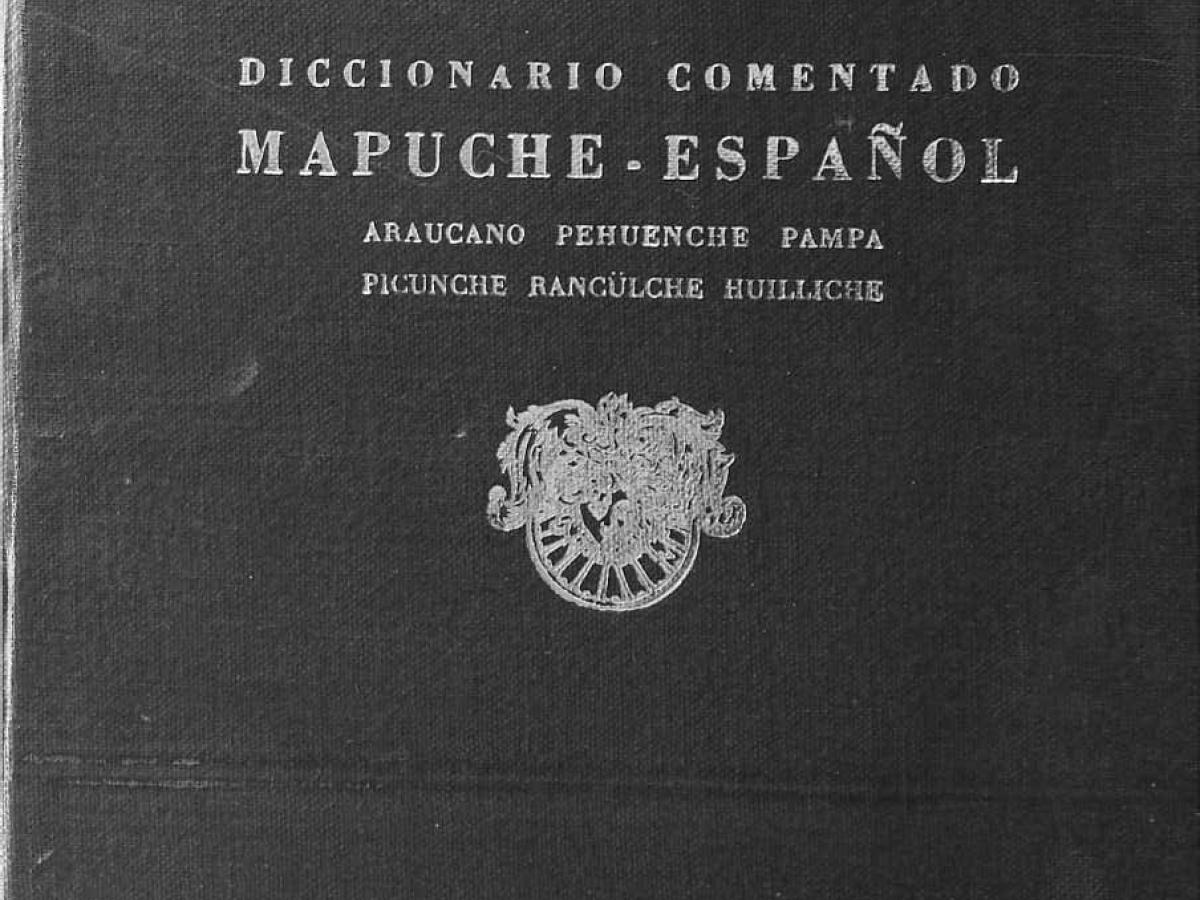 DICCIONARIO COMENTADO
MAPUCHE-ESPAÑOL
ARAUCANO PEHUENCHE PAMPA
PICUNCHE RANCÜLCHE HUILLICHE